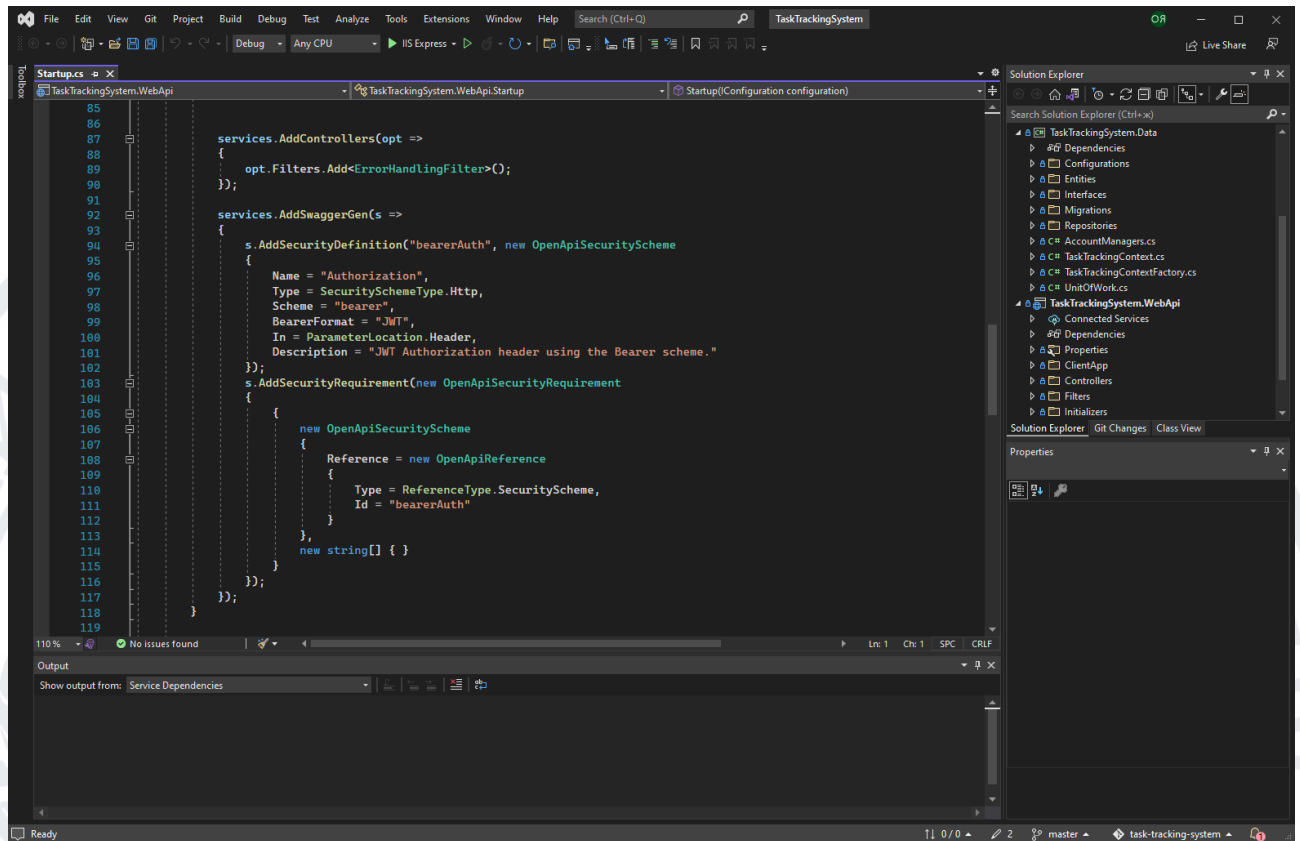 File Edit View Git Project Build Debug Test Analyze Tools Extensions Window Help Search (Ctrl+Q) TaskTrackingSystem ОЯ
Debug Any CPU IIS Express Live Share
Toolbox
Startup.cs
TaskTrackingSystem.WebApi TaskTrackingSystem.WebApi.Startup Startup(IConfiguration configuration)
85
86
87 services.AddControllers(opt =>
88 {
89 opt.Filters.Add<ErrorHandlingFilter>();
90 });
91
92 services.AddSwaggerGen(s =>
93 {
94 s.AddSecurityDefinition("bearerAuth", new OpenApiSecurityScheme
95 {
96 Name = "Authorization",
97 Type = SecuritySchemeType.Http,
98 Scheme = "bearer",
99 BearerFormat = "JWT",
100 In = ParameterLocation.Header,
101 Description = "JWT Authorization header using the Bearer scheme."
102 });
103 s.AddSecurityRequirement(new OpenApiSecurityRequirement
104 {
105 {
106 new OpenApiSecurityScheme
107 {
108 Reference = new OpenApiReference
109 {
110 Type = ReferenceType.SecurityScheme,
111 Id = "bearerAuth"
112 }
113 },
114 new string[] { }
115 }
116 });
117 });
118 }
119
110 % No issues found Ln: 1 Ch: 1 SPC CRLF
Output
Show output from: Service Dependencies
Solution Explorer
Search Solution Explorer (Ctrl+ж)
TaskTrackingSystem.Data
Dependencies
Configurations
Entities
Interfaces
Migrations
Repositories
C# AccountManagers.cs
C# TaskTrackingContext.cs
C# TaskTrackingContextFactory.cs
C# UnitOfWork.cs
TaskTrackingSystem.WebApi
Connected Services
Dependencies
Properties
ClientApp
Controllers
Filters
Initializers
Solution Explorer Git Changes Class View
Properties
Ready 0 / 0 2 master task-tracking-system 1